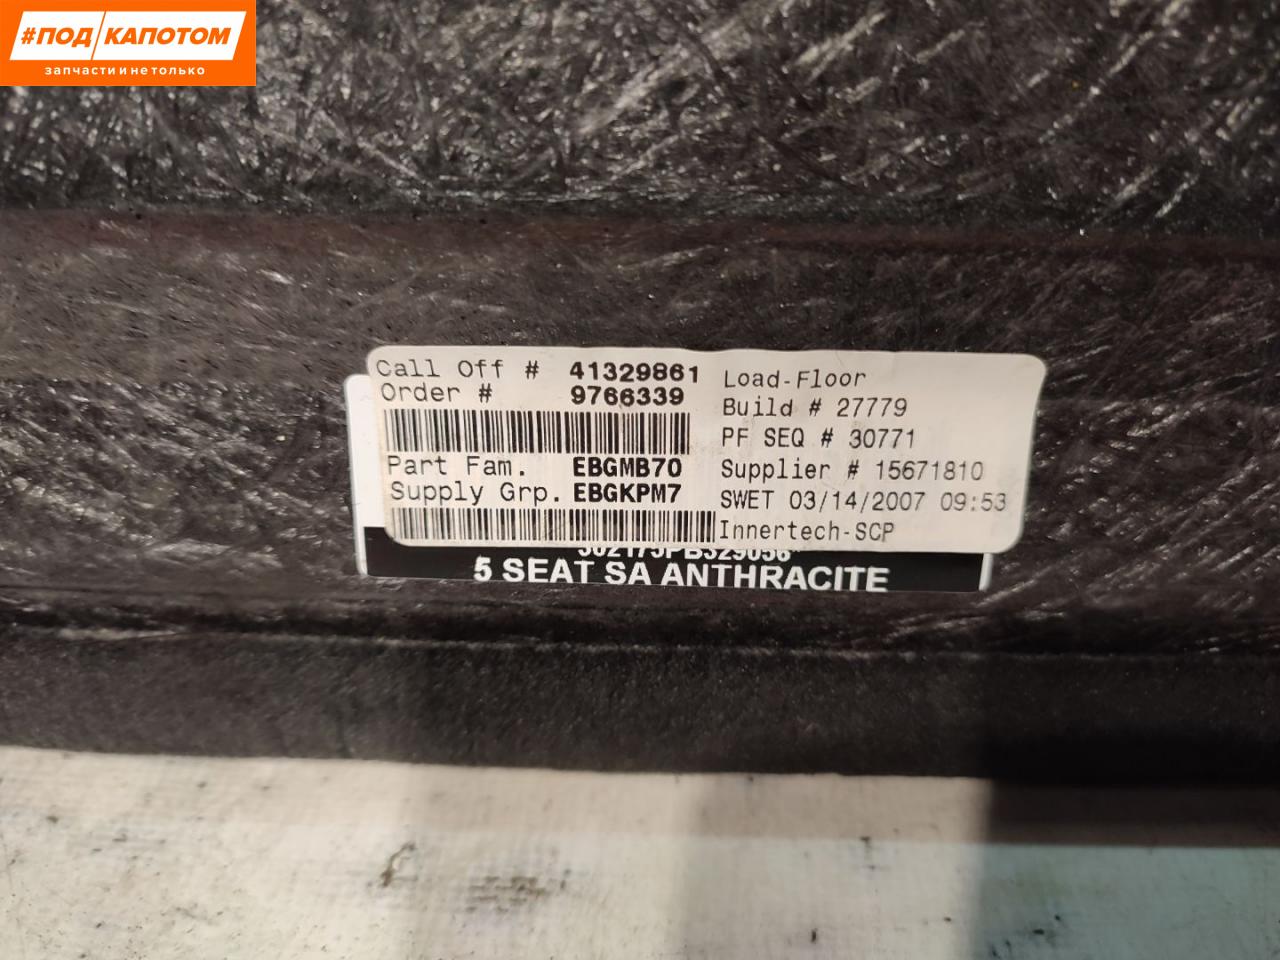 #ПОД КАПОТОМ
запчасти и не только
Call Off # 41329861
Order # 9766339
Part Fam. EBGMB70
Supply Grp. EBGKPM7
Load-Floor
Build # 27779
PF SEQ # 30771
Supplier # 15671810
SWET 03/14/2007 09:53
Innertech-SCP
5 SEAT SA ANTHRACITE